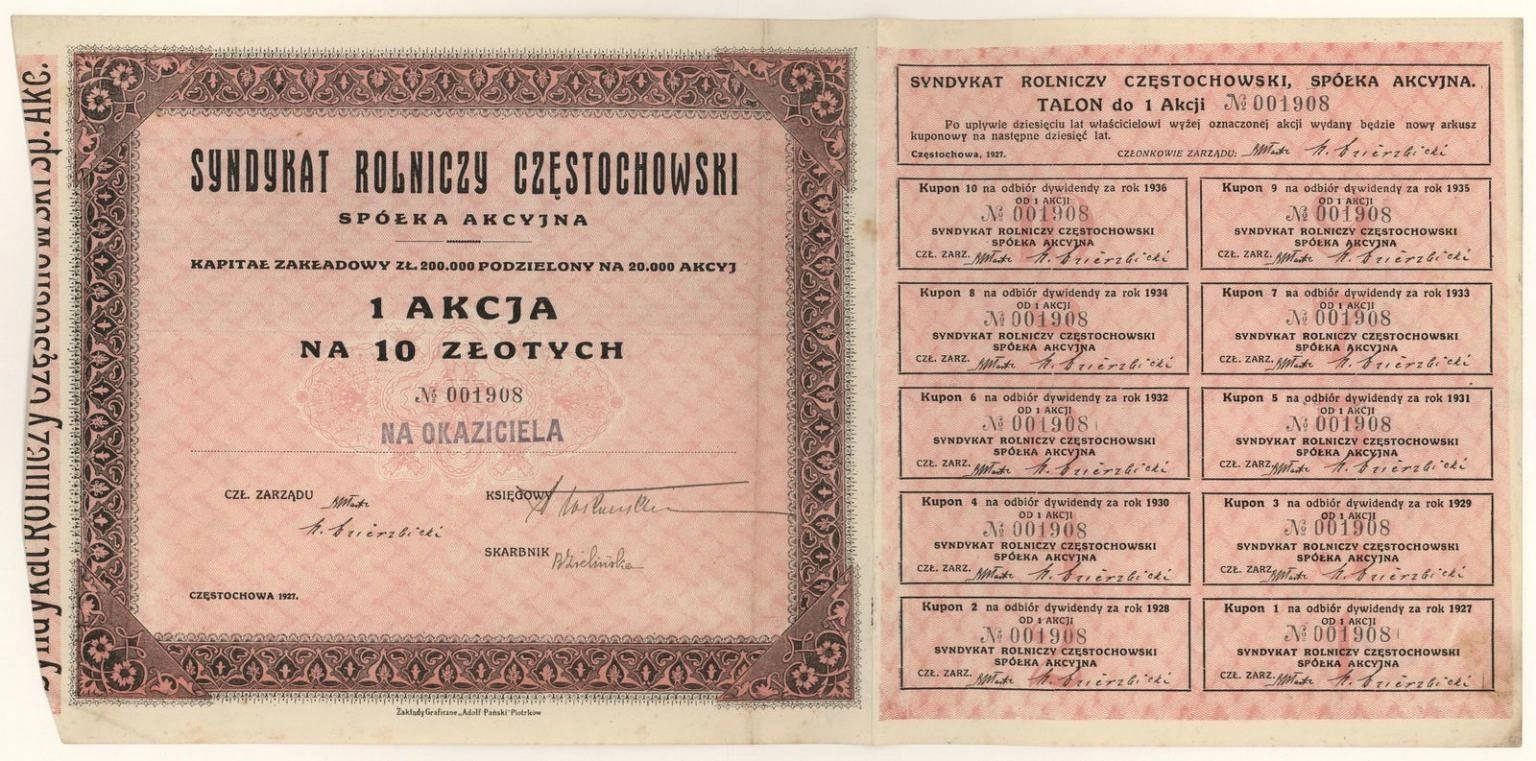 Syndykat Rolniczy Częstochowski Sp. Akc.
SYNDYKAT ROLNICZY CZĘSTOCHOWSKI
SPÓŁKA AKCYJNA
KAPITAŁ ZAKŁADOWY ZŁ. 200.000 PODZIELONY NA 20.000 AKCYJ
1 AKCJA
NA 10 ZŁOTYCH
№ 001908
NA OKAZICIELA
CZŁ. ZARZĄDU
KSIĘGOWY
SKARBNIK BZielińska
CZĘSTOCHOWA 1927.
Zakłady Graficzne „Adolf Pański" Piotrków
SYNDYKAT ROLNICZY CZĘSTOCHOWSKI, SPÓŁKA AKCYJNA.
TALON do 1 Akcji № 001908
Po upływie dziesięciu lat właścicielowi wyżej oznaczonej akcji wydany będzie nowy arkusz
kuponowy na następne dziesięć lat.
Częstochowa, 1927. CZŁONKOWIE ZARZĄDU:
Kupon 10 na odbiór dywidendy za rok 1936
OD 1 AKCJI
№ 001908
SYNDYKAT ROLNICZY CZĘSTOCHOWSKI
SPÓŁKA AKCYJNA
CZŁ. ZARZ.
Kupon 9 na odbiór dywidendy za rok 1935
OD 1 AKCJI
№ 001908
SYNDYKAT ROLNICZY CZĘSTOCHOWSKI
SPÓŁKA AKCYJNA
CZŁ. ZARZ.
Kupon 8 na odbiór dywidendy za rok 1934
OD 1 AKCJI
№ 001908
SYNDYKAT ROLNICZY CZĘSTOCHOWSKI
SPÓŁKA AKCYJNA
CZŁ. ZARZ.
Kupon 7 na odbiór dywidendy za rok 1933
OD 1 AKCJI
№ 001908
SYNDYKAT ROLNICZY CZĘSTOCHOWSKI
SPÓŁKA AKCYJNA
CZŁ. ZARZ.
Kupon 6 na odbiór dywidendy za rok 1932
OD 1 AKCJI
№ 001908
SYNDYKAT ROLNICZY CZĘSTOCHOWSKI
SPÓŁKA AKCYJNA
CZŁ. ZARZ.
Kupon 5 na odbiór dywidendy za rok 1931
OD 1 AKCJI
№ 001908
SYNDYKAT ROLNICZY CZĘSTOCHOWSKI
SPÓŁKA AKCYJNA
CZŁ. ZARZ.
Kupon 4 na odbiór dywidendy za rok 1930
OD 1 AKCJI
№ 001908
SYNDYKAT ROLNICZY CZĘSTOCHOWSKI
SPÓŁKA AKCYJNA
CZŁ. ZARZ.
Kupon 3 na odbiór dywidendy za rok 1929
OD 1 AKCJI
№ 001908
SYNDYKAT ROLNICZY CZĘSTOCHOWSKI
SPÓŁKA AKCYJNA
CZŁ. ZARZ.
Kupon 2 na odbiór dywidendy za rok 1928
OD 1 AKCJI
№ 001908
SYNDYKAT ROLNICZY CZĘSTOCHOWSKI
SPÓŁKA AKCYJNA
CZŁ. ZARZ.
Kupon 1 na odbiór dywidendy za rok 1927
OD 1 AKCJI
№ 001908
SYNDYKAT ROLNICZY CZĘSTOCHOWSKI
SPÓŁKA AKCYJNA
CZŁ. ZARZ.